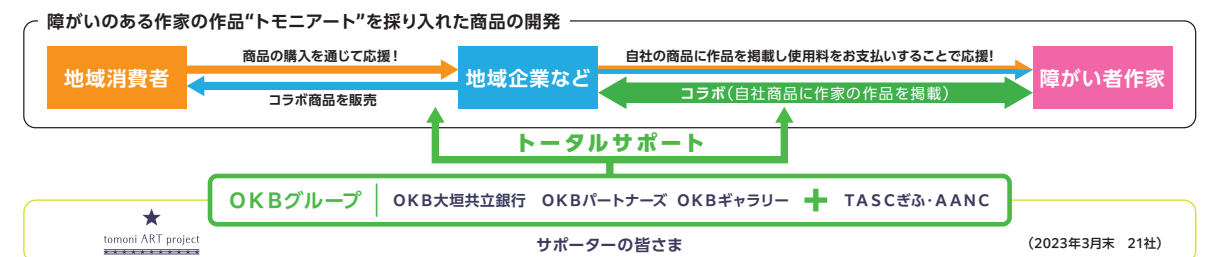 障がいのある作家の作品“トモニアート”を採り入れた商品の開発
地域消費者
商品の購入を通じて応援！
コラボ商品を販売
地域企業など
自社の商品に作品を掲載し使用料をお支払いすることで応援!
コラボ（自社商品に作家の作品を掲載）
障がい者作家
トータルサポート
OKBグループ OKB大垣共立銀行 OKBパートナーズ OKBギャラリー ＋ TASCぎふ・AANC
tomoni ART project
サポーターの皆さま
（2023年3月末　21社）